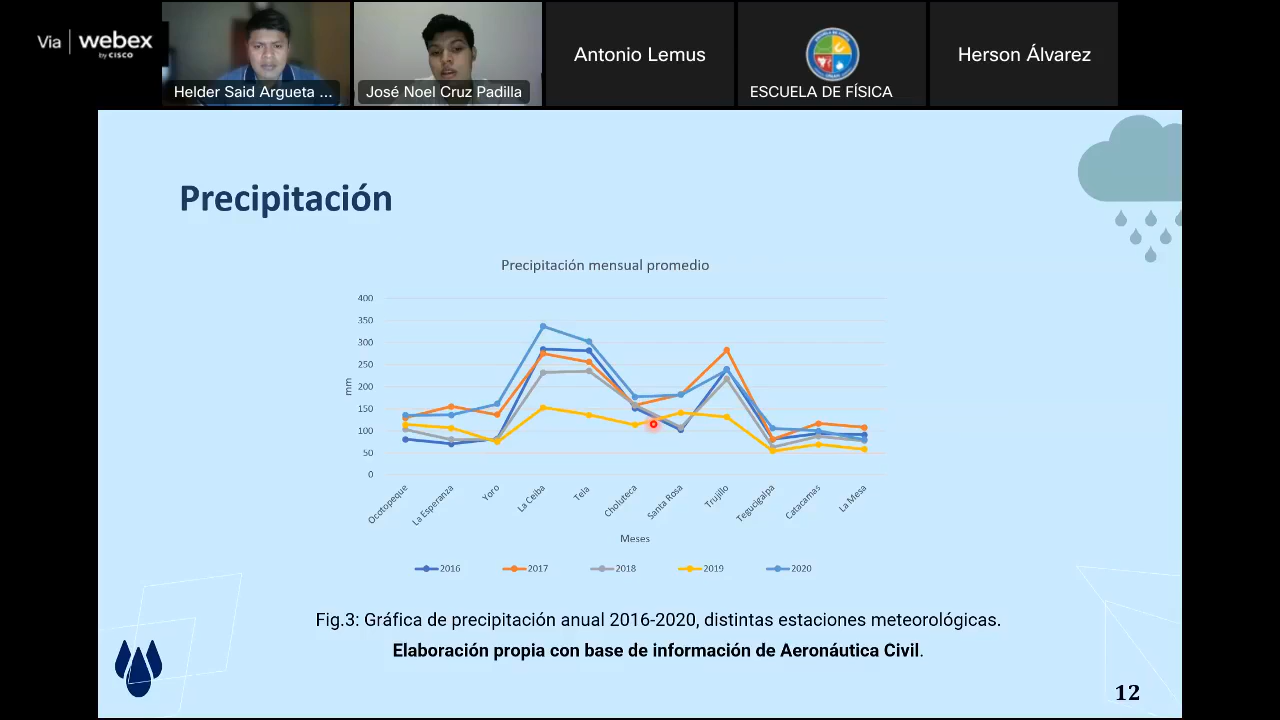 Via | webex
by CISCO
Helder Said Argueta ...
José Noel Cruz Padilla
Antonio Lemus
ESCUELA DE FÍSICA
Herson Álvarez
Precipitación
Precipitación mensual promedio
400
350
300
250
200
150
100
50
0
mm
Ocotopeque
La Esperanza
Yoro
La Ceiba
Tela
Choluteca
Santa Rosa
Trujillo
Tegucigalpa
Catacamas
La Mesa
Meses
2016 2017 2018 2019 2020
Fig.3: Gráfica de precipitación anual 2016-2020, distintas estaciones meteorológicas.
Elaboración propia con base de información de Aeronáutica Civil.
12